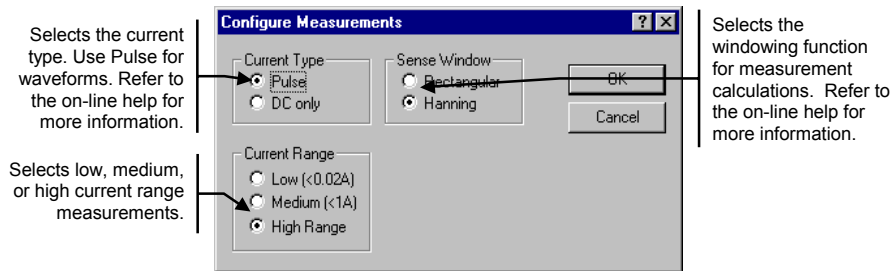 Selects the current
type. Use Pulse for
waveforms. Refer to
the on-line help for
more information.
Selects low, medium,
or high current range
measurements.
Configure Measurements
Current Type
Pulse
DC only
Sense Window
Rectangular
Hanning
OK
Cancel
Current Range
Low (<0.02A)
Medium (<1A)
High Range
Selects the
windowing function
for measurement
calculations. Refer to
the on-line help for
more information.